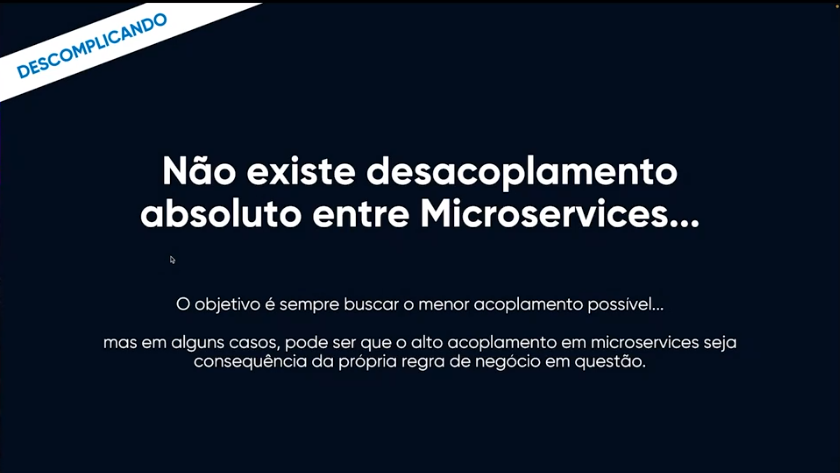 DESCOMPLICANDO
Não existe desacoplamento
absoluto entre Microservices...
O objetivo é sempre buscar o menor acoplamento possível...
mas em alguns casos, pode ser que o alto acoplamento em microservices seja
consequência da própria regra de negócio em questão.